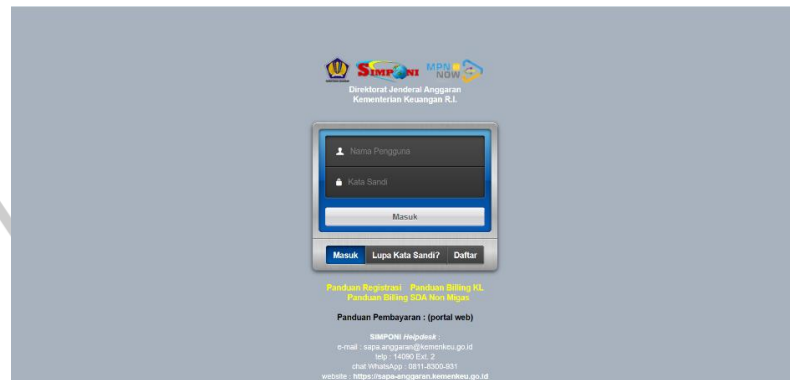 SIMPONI MPN NOW
Direktorat Jenderal Anggaran
Kementerian Keuangan R.I.
Nama Pengguna
Kata Sandi
Masuk
Masuk Lupa Kata Sandi? Daftar
Panduan Registrasi Panduan Billing KL
Panduan Billing SDA Non Migas
Panduan Pembayaran : (portal web)
SIMPONI Helpdesk :
e-mail : sapa.anggaran@kemenkeu.go.id
telp : 14090 Ext. 2
chat WhatsApp : 0811-8300-931
website : https://sapa-anggaran.kemenkeu.go.id